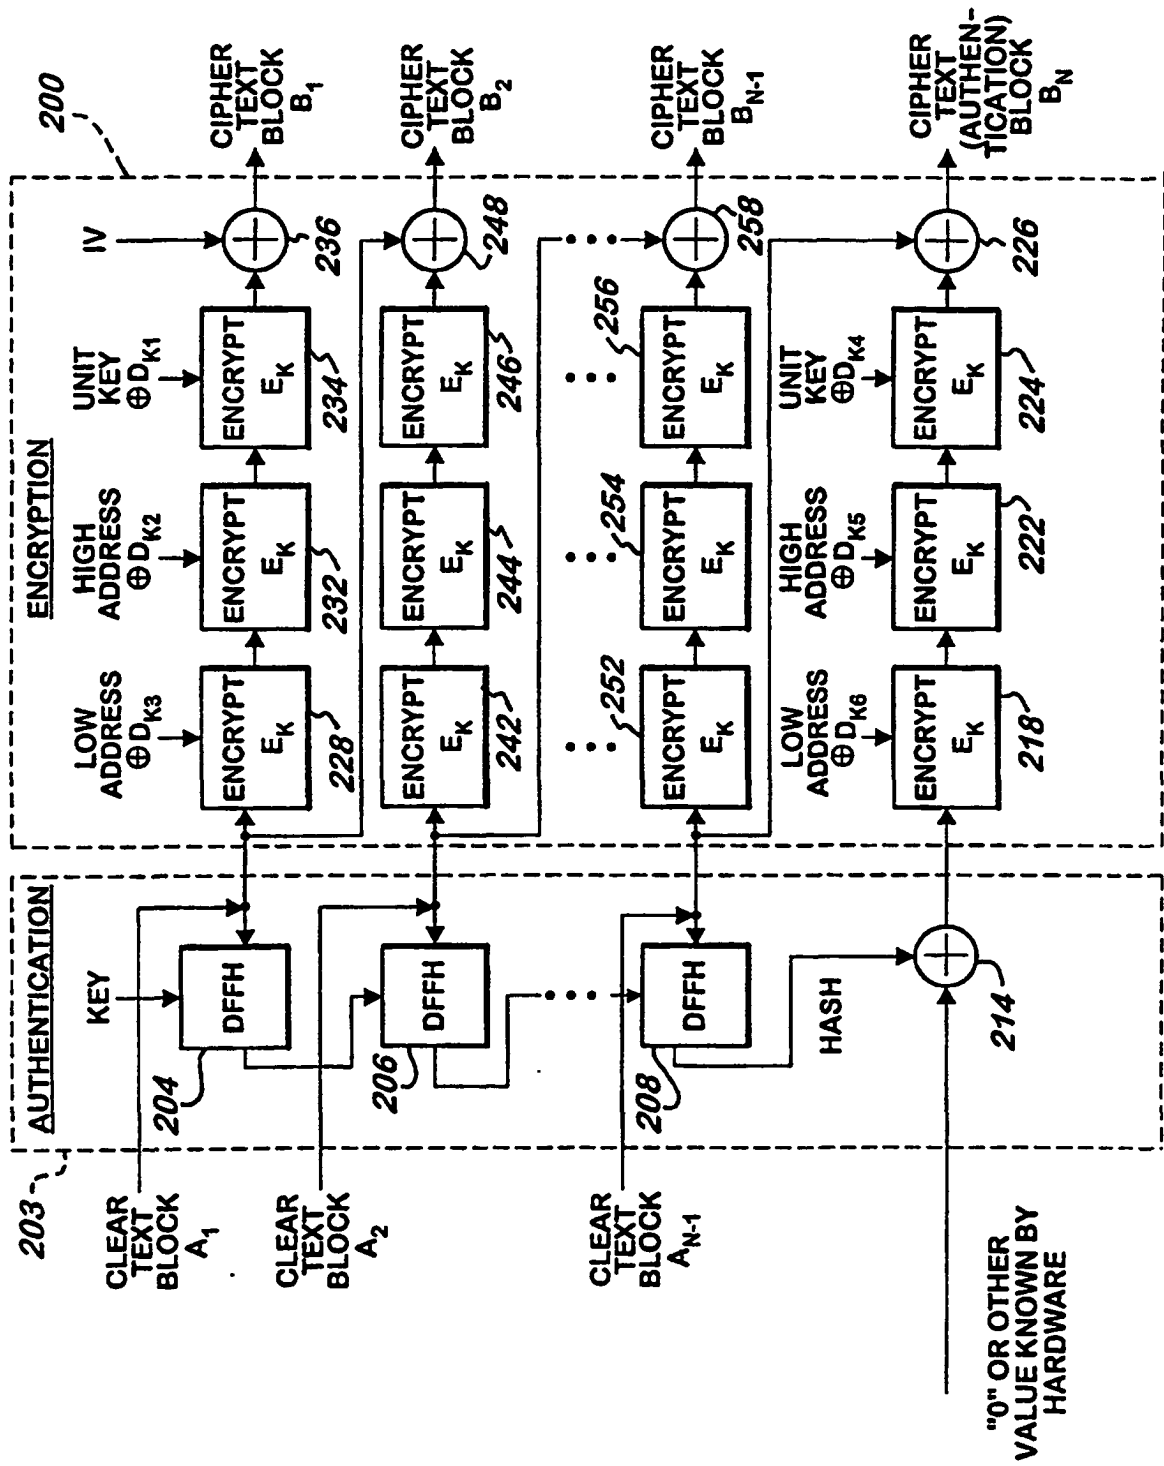 203
AUTHENTICATION
ENCRYPTION
200
CLEAR
TEXT
BLOCK
A1
KEY
DFFH
204
LOW
ADDRESS
⊕ DK3
ENCRYPT
EK
228
HIGH
ADDRESS
⊕ DK2
ENCRYPT
EK
232
UNIT
KEY
⊕ DK1
ENCRYPT
EK
234
IV
236
CIPHER
TEXT
BLOCK
B1
CLEAR
TEXT
BLOCK
A2
DFFH
206
ENCRYPT
EK
242
ENCRYPT
EK
244
ENCRYPT
EK
246
248
CIPHER
TEXT
BLOCK
B2
CLEAR
TEXT
BLOCK
AN-1
DFFH
208
ENCRYPT
EK
252
ENCRYPT
EK
254
ENCRYPT
EK
256
258
CIPHER
TEXT
BLOCK
BN-1
"0" OR OTHER
VALUE KNOWN BY
HARDWARE
HASH
214
LOW
ADDRESS
⊕ DK6
ENCRYPT
EK
218
HIGH
ADDRESS
⊕ DK5
ENCRYPT
EK
222
UNIT
KEY
⊕ DK4
ENCRYPT
EK
224
226
CIPHER
TEXT
(AUTHEN-
TICATION)
BLOCK
BN